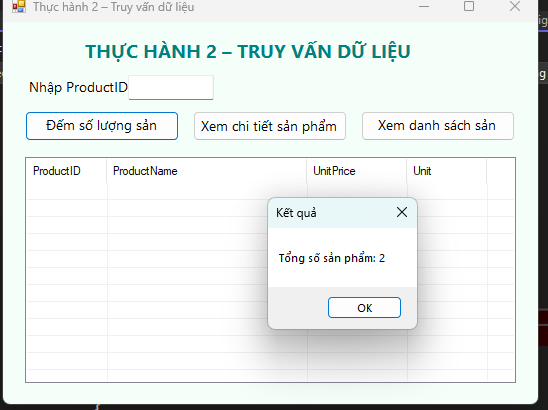 Thực hành 2 – Truy vấn dữ liệu
THỰC HÀNH 2 – TRUY VẤN DỮ LIỆU
Nhập ProductID
Đếm số lượng sản
Xem chi tiết sản phẩm
Xem danh sách sản
ProductID
ProductName
UnitPrice
Unit
Kết quả
Tổng số sản phẩm: 2
OK